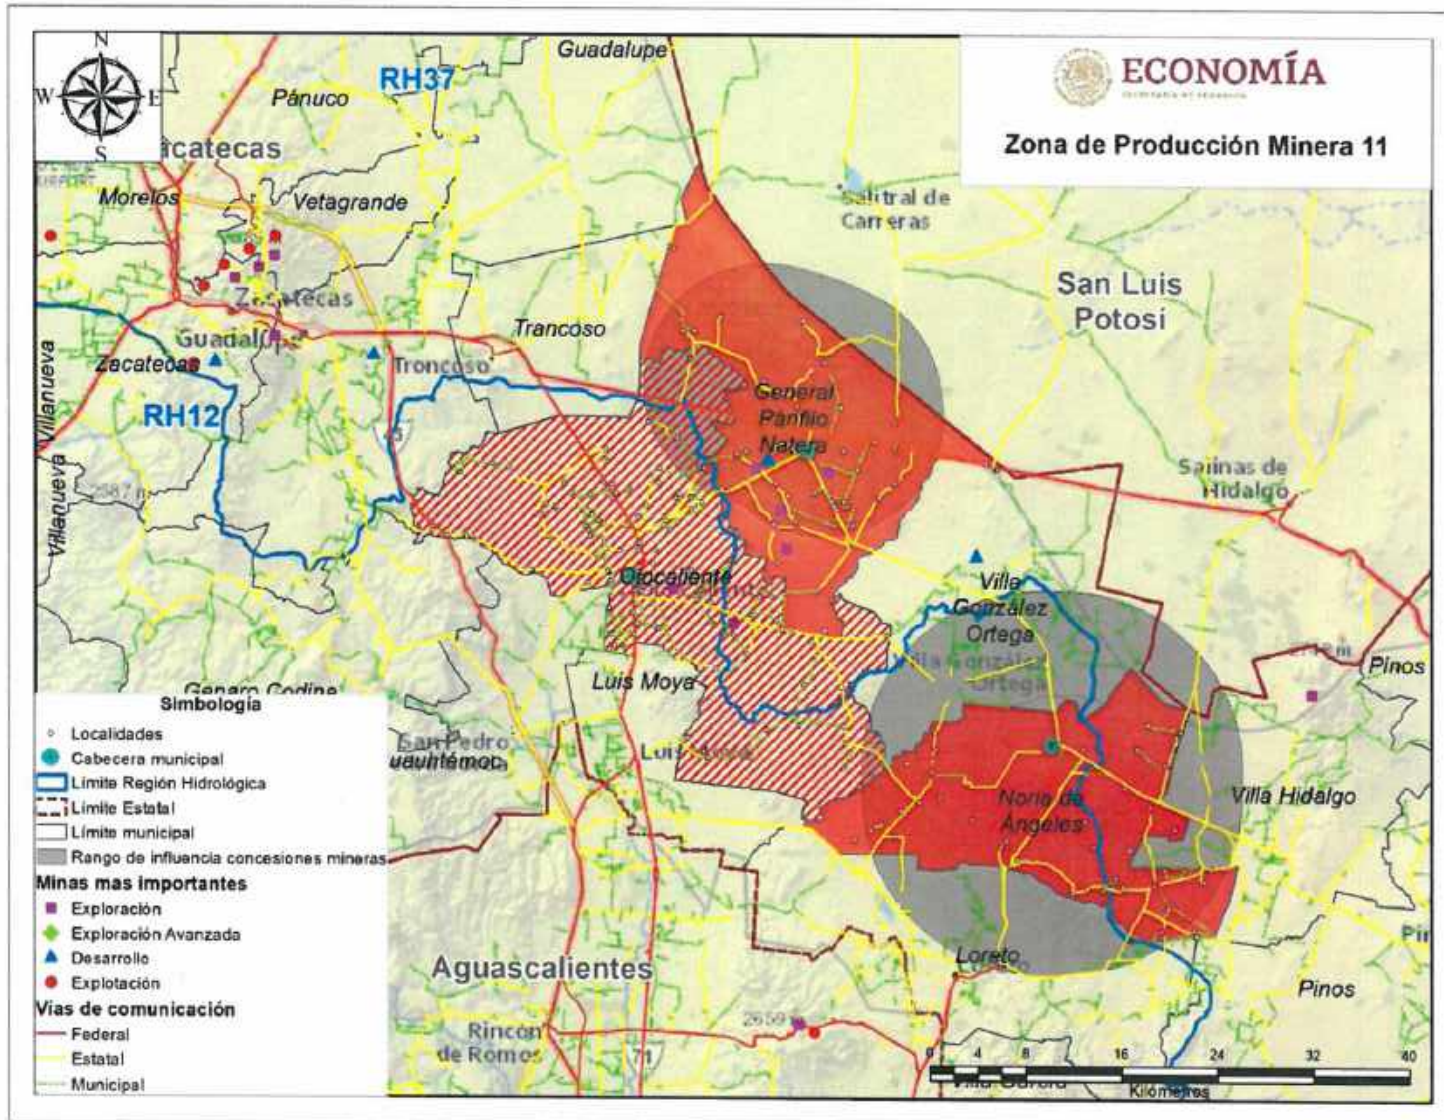 N
W
E
S
ECONOMÍA
Zona de Producción Minera 11
Guadalupe
RH37
Pánuco
Morelos
Vetagrande
Salitral de
Carreras
San Luis
Potosí
Zacatecas
Guadalupe
Trancoso
Zacatecas
Troncoso
Villanueva
RH12
General
Pánfilo
Natera
Villanueva
2587 m
Salinas de
Hidalgo
Villanueva
Ojocaliente
Villa
González
Ortega
Villa González
Ortega
Pinos
Luis Moya
Genaro Codina
San Pedro
Luis Moya
Noria de
Ángeles
Villa Hidalgo
Simbología
Localidades
Cabecera municipal
Límite Región Hidrológica
Límite Estatal
Límite municipal
Rango de influencia concesiones mineras
Minas mas importantes
Exploración
Exploración Avanzada
Desarrollo
Explotación
Vías de comunicación
Federal
Estatal
Municipal
Aguascalientes
Loreto
Pinos
2659 m
Rincón
de Romos
71
0 4 8 16 24 32 40
Kilómetros